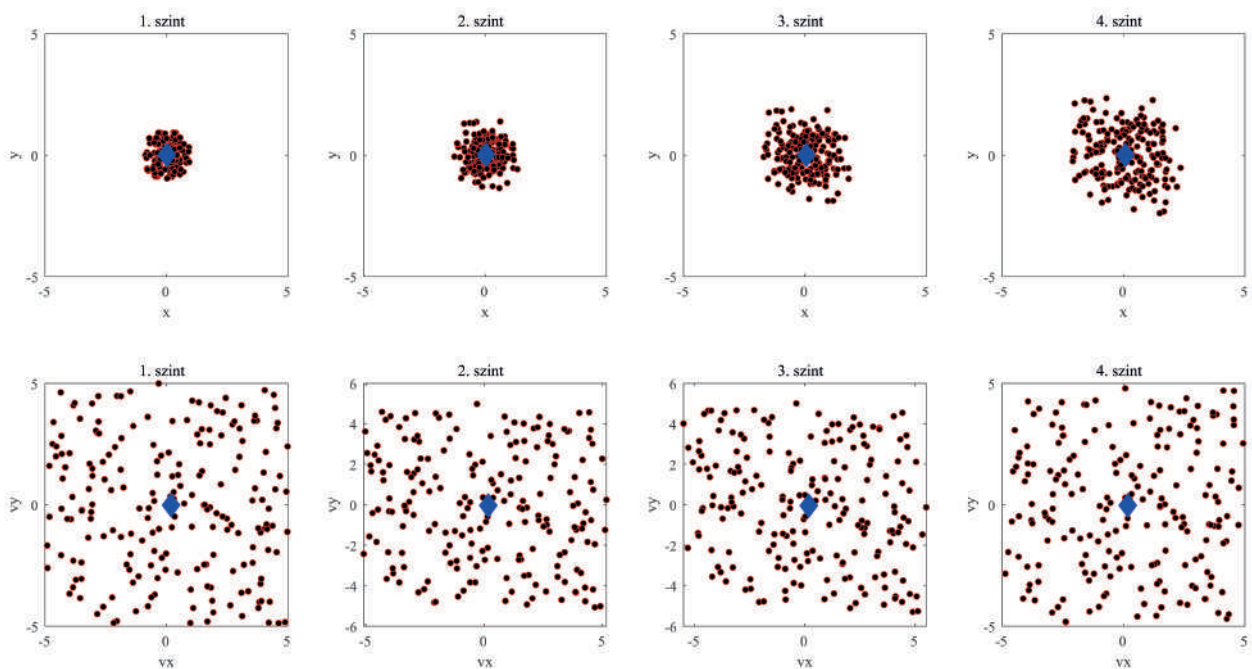 1. szint 2. szint 3. szint 4. szint
5 5 5 5
y 0 y 0 y 0 y 0
-5 -5 -5 -5
-5 0 5 -5 0 5 -5 0 5 -5 0 5
x x x x
1. szint 2. szint 3. szint 4. szint
5 6 6 5
4 4
2 2
vy 0 vy 0 vy 0 vy 0
-2 -2
-4 -4
-5 -6 -6 -5
-5 0 5 -5 0 5 -5 0 5 -5 0 5
vx vx vx vx